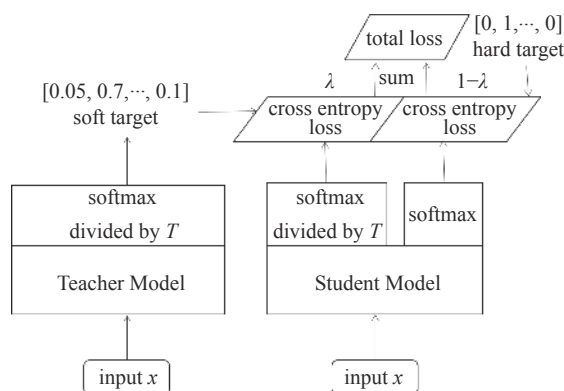 [0, 1,···, 0]
total loss
hard target
λ
sum
1−λ
[0.05, 0.7,···, 0.1]
soft target
cross entropy
loss
cross entropy
loss
softmax
divided by T
softmax
divided by T
softmax
Teacher Model
Student Model
input x
input x